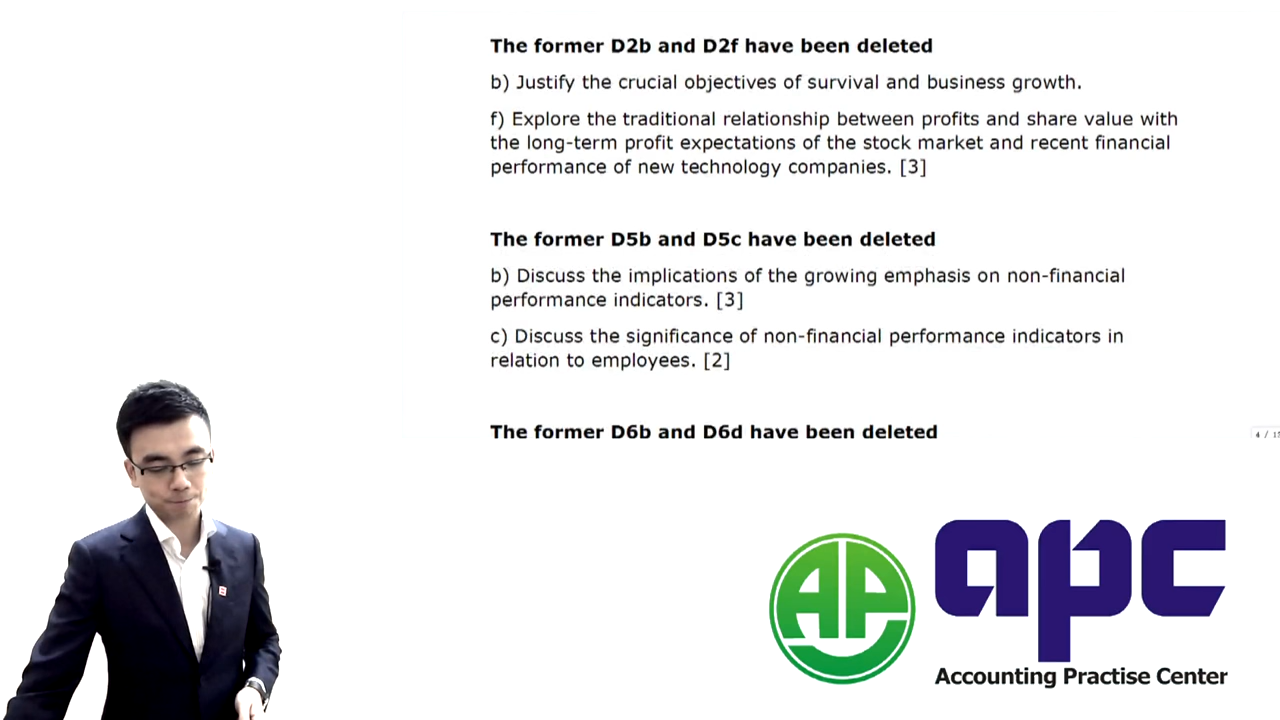 The former D2b and D2f have been deleted
b) Justify the crucial objectives of survival and business growth.
f) Explore the traditional relationship between profits and share value with
the long-term profit expectations of the stock market and recent financial
performance of new technology companies. [3]
The former D5b and D5c have been deleted
b) Discuss the implications of the growing emphasis on non-financial
performance indicators. [3]
c) Discuss the significance of non-financial performance indicators in
relation to employees. [2]
The former D6b and D6d have been deleted
4 / 13
AP
apc
Accounting Practise Center